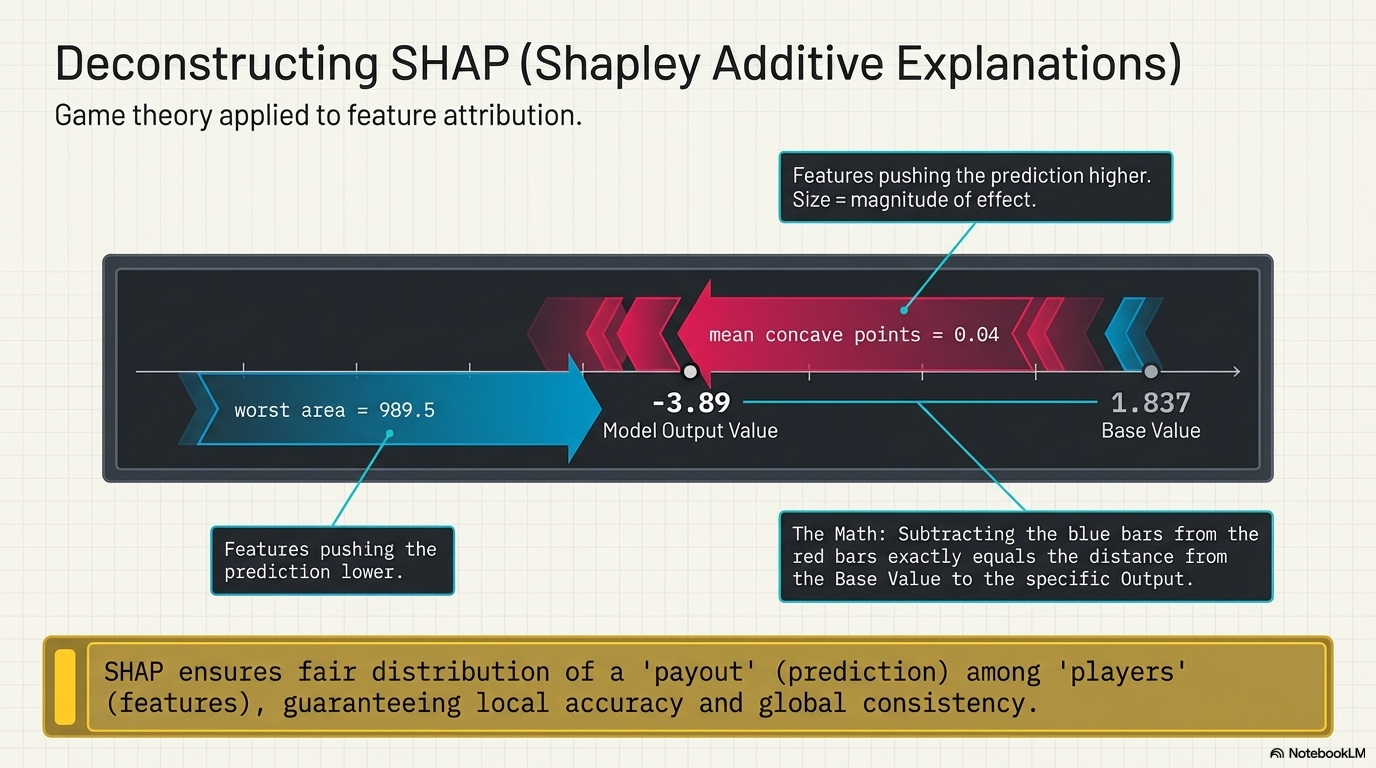 Deconstructing SHAP (Shapley Additive Explanations)
Game theory applied to feature attribution.
Features pushing the prediction higher.
Size = magnitude of effect.
mean concave points = 0.04
worst area = 989.5
-3.89
Model Output Value
1.837
Base Value
Features pushing the
prediction lower.
The Math: Subtracting the blue bars from the
red bars exactly equals the distance from
the Base Value to the specific Output.
SHAP ensures fair distribution of a 'payout' (prediction) among 'players'
(features), guaranteeing local accuracy and global consistency.
NotebookLM